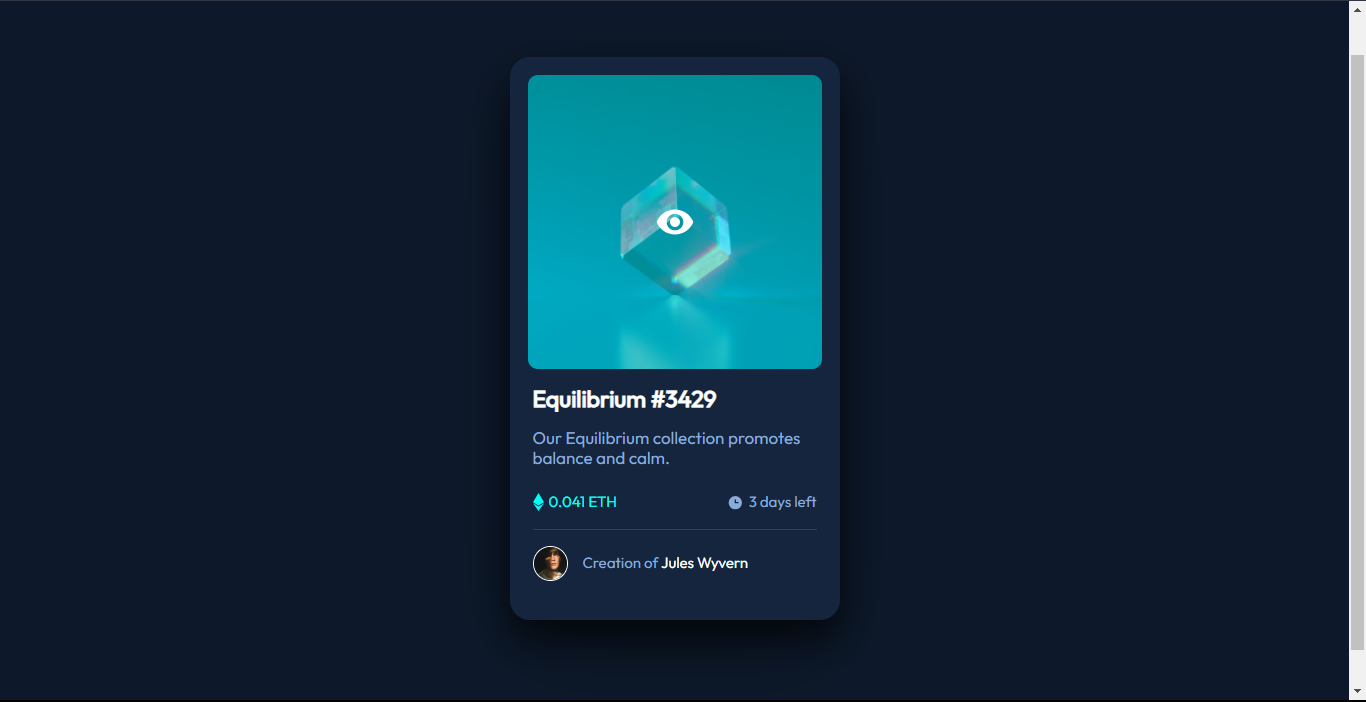 Equilibrium #3429
Our Equilibrium collection promotes
balance and calm.
0.041 ETH
3 days left
Creation of Jules Wyvern